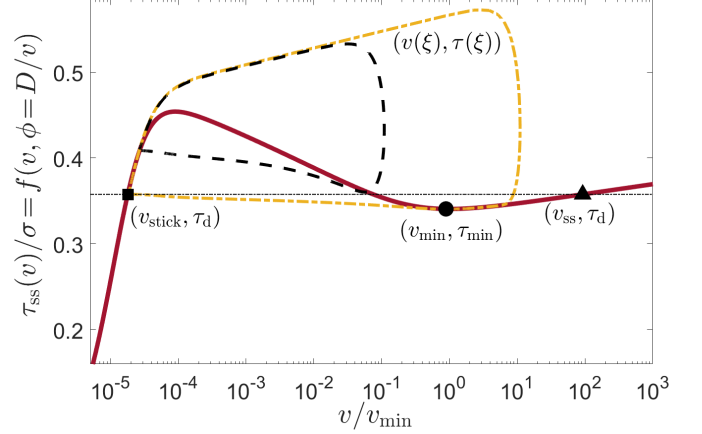 τss(v)/σ = f(v, ϕ = D/v)
0.5
0.4
0.3
0.2
(v(ξ), τ(ξ))
(vstick, τd)
(vmin, τmin)
(vss, τd)
10-5 10-4 10-3 10-2 10-1 100 101 102 103
v/vmin